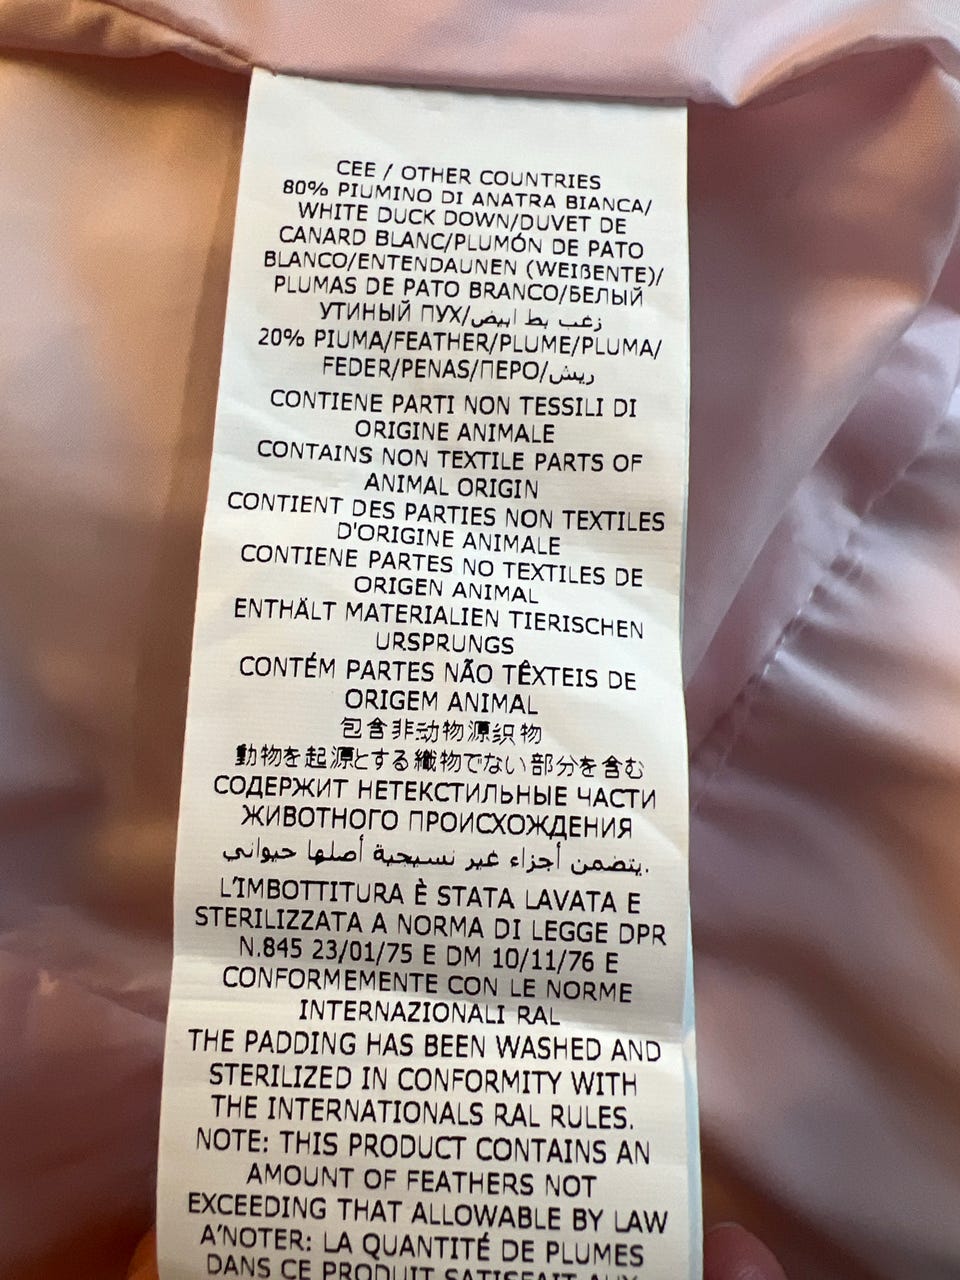 CEE / OTHER COUNTRIES
80% PIUMINO DI ANATRA BIANCA/
WHITE DUCK DOWN/DUVET DE
CANARD BLANC/PLUMÓN DE PATO
BLANCO/ENTENDAUNEN (WEIßENTE)/
PLUMAS DE PATO BRANCO/БЕЛЫЙ
УТИНЫЙ ПУХ/زغب بط ابيض
20% PIUMA/FEATHER/PLUME/PLUMA/
FEDER/PENAS/ПЕРО/ريش
CONTIENE PARTI NON TESSILI DI
ORIGINE ANIMALE
CONTAINS NON TEXTILE PARTS OF
ANIMAL ORIGIN
CONTIENT DES PARTIES NON TEXTILES
D'ORIGINE ANIMALE
CONTIENE PARTES NO TEXTILES DE
ORIGEN ANIMAL
ENTHÄLT MATERIALIEN TIERISCHEN
URSPRUNGS
CONTÉM PARTES NÃO TÊXTEIS DE
ORIGEM ANIMAL
包含非动物源织物
動物を起源とする織物でない部分を含む
СОДЕРЖИТ НЕТЕКСТИЛЬНЫЕ ЧАСТИ
ЖИВОТНОГО ПРОИСХОЖДЕНИЯ
يتضمن أجزاء غير نسيجية أصلها حيواني.
L'IMBOTTITURA È STATA LAVATA E
STERILIZZATA A NORMA DI LEGGE DPR
N.845 23/01/75 E DM 10/11/76 E
CONFORMEMENTE CON LE NORME
INTERNAZIONALI RAL
THE PADDING HAS BEEN WASHED AND
STERILIZED IN CONFORMITY WITH
THE INTERNATIONALS RAL RULES.
NOTE: THIS PRODUCT CONTAINS AN
AMOUNT OF FEATHERS NOT
EXCEEDING THAT ALLOWABLE BY LAW
A'NOTER: LA QUANTITÉ DE PLUMES
DANS CE PRODUIT SATISFAIT AUX